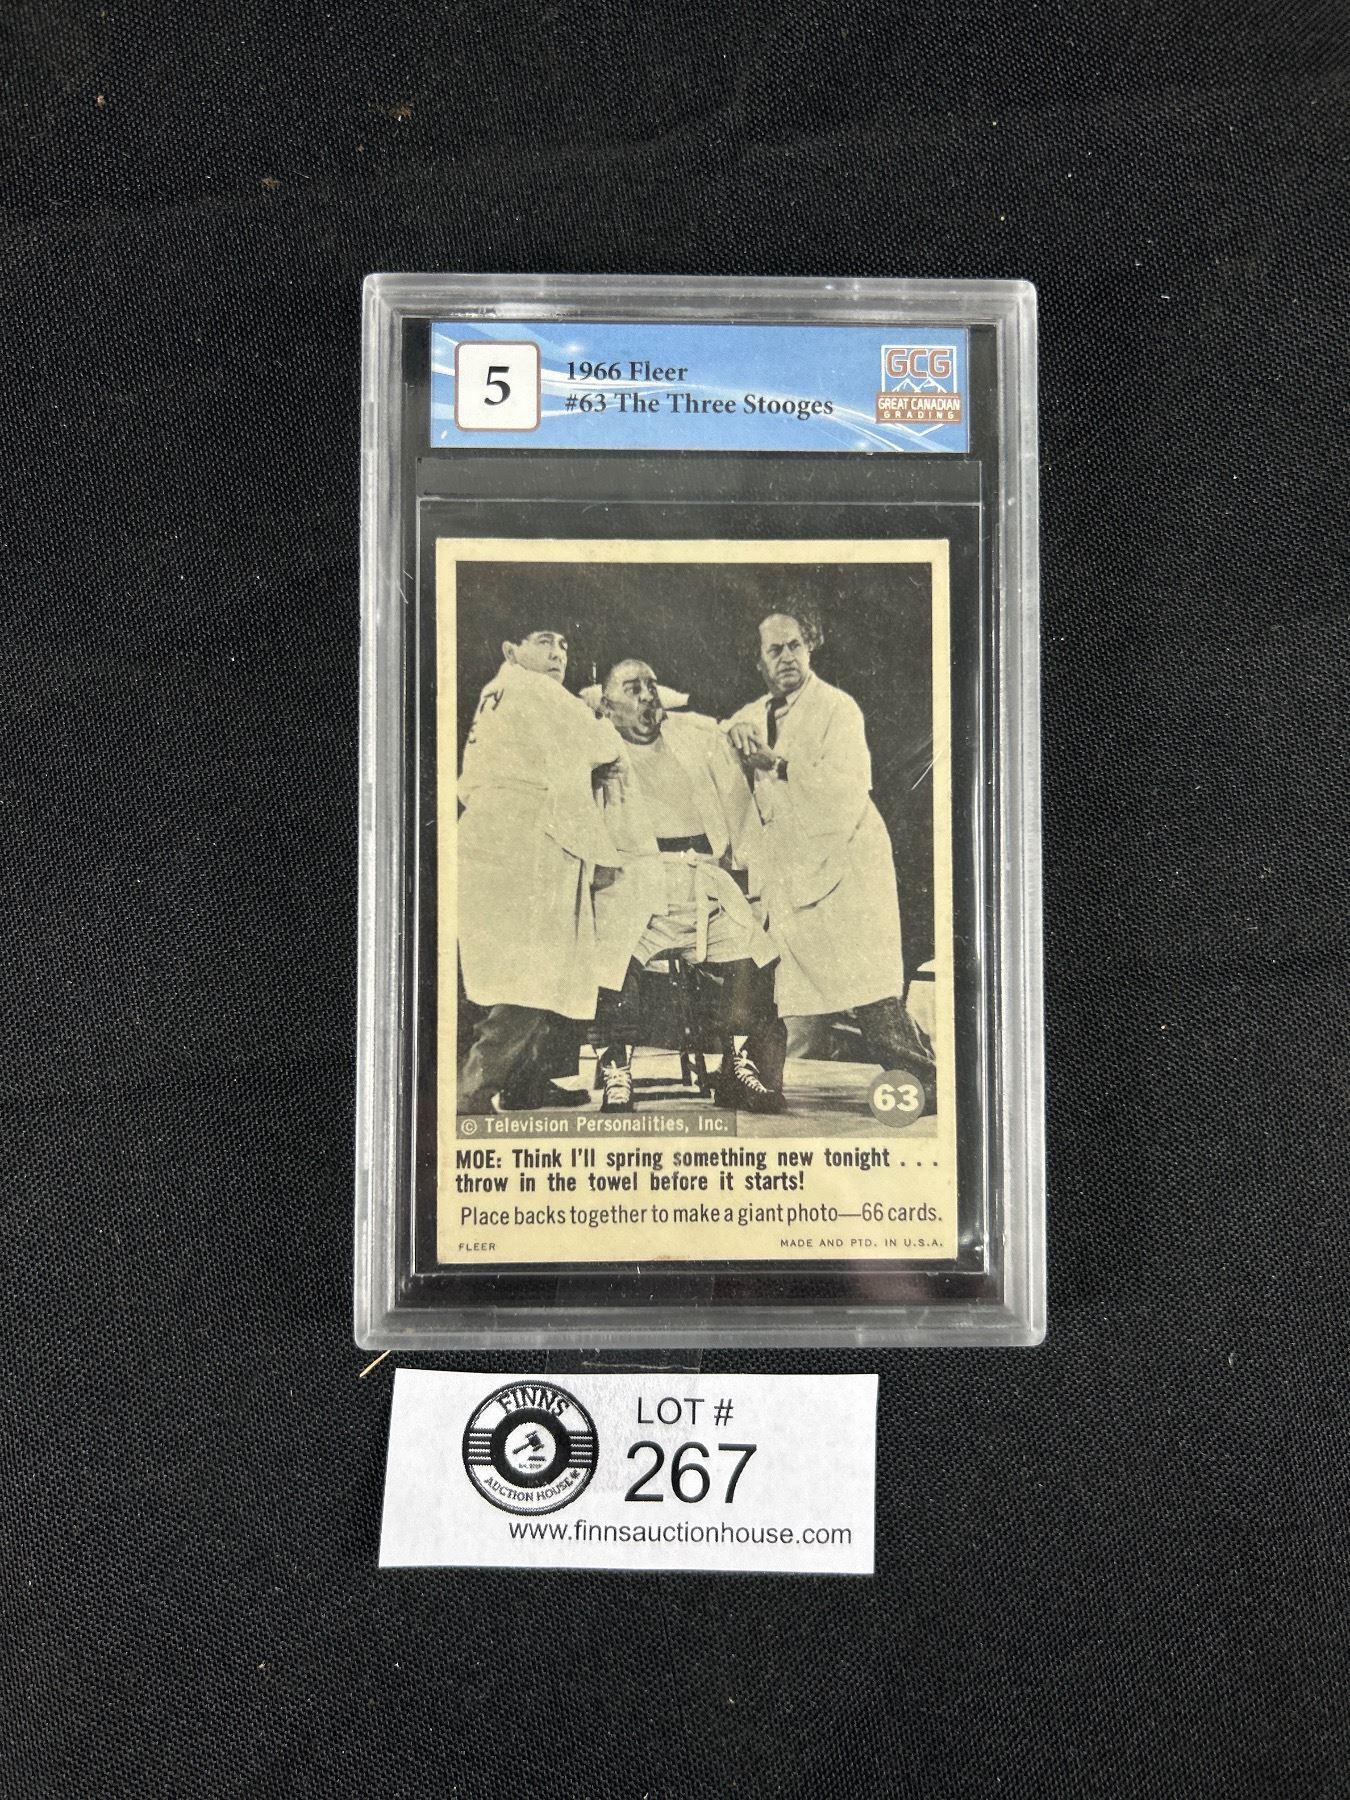 5
1966 Fleer
#63 The Three Stooges
GCG
GREAT CANADIAN
GRADING
TY
63
© Television Personalities, Inc.
MOE: Think I'll spring something new tonight . . .
throw in the towel before it starts!
Place backs together to make a giant photo—66 cards.
FLEER
MADE AND PTD. IN U.S.A.
FINNS
AUCTION HOUSE
LOT #
267
www.finnsauctionhouse.com